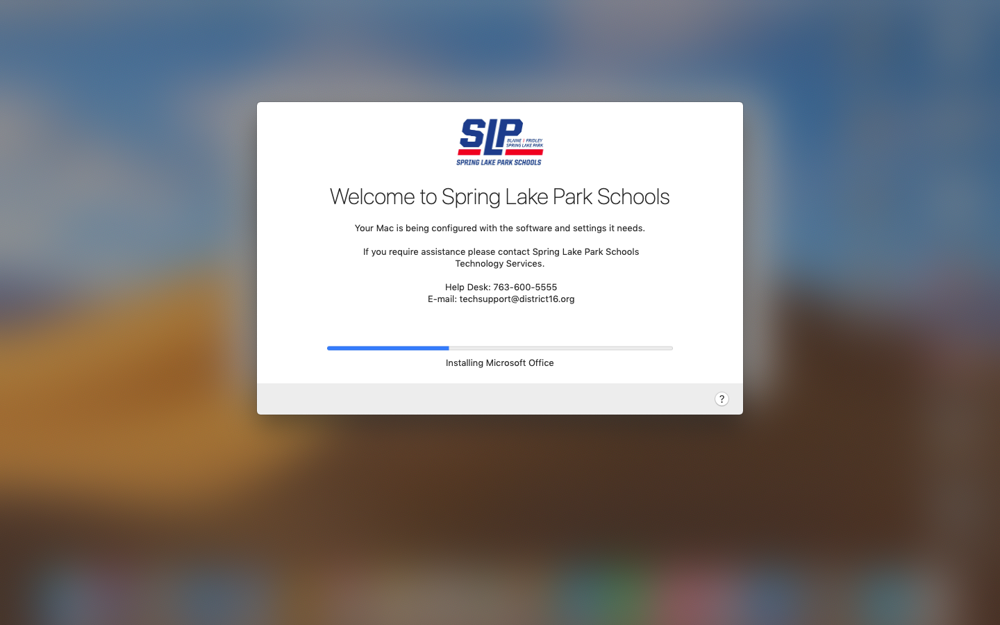 SLP
BLAINE | FRIDLEY
SPRING LAKE PARK
SPRING LAKE PARK SCHOOLS
Welcome to Spring Lake Park Schools
Your Mac is being configured with the software and settings it needs.
If you require assistance please contact Spring Lake Park Schools
Technology Services.
Help Desk: 763-600-5555
E-mail: techsupport@district16.org
Installing Microsoft Office
?